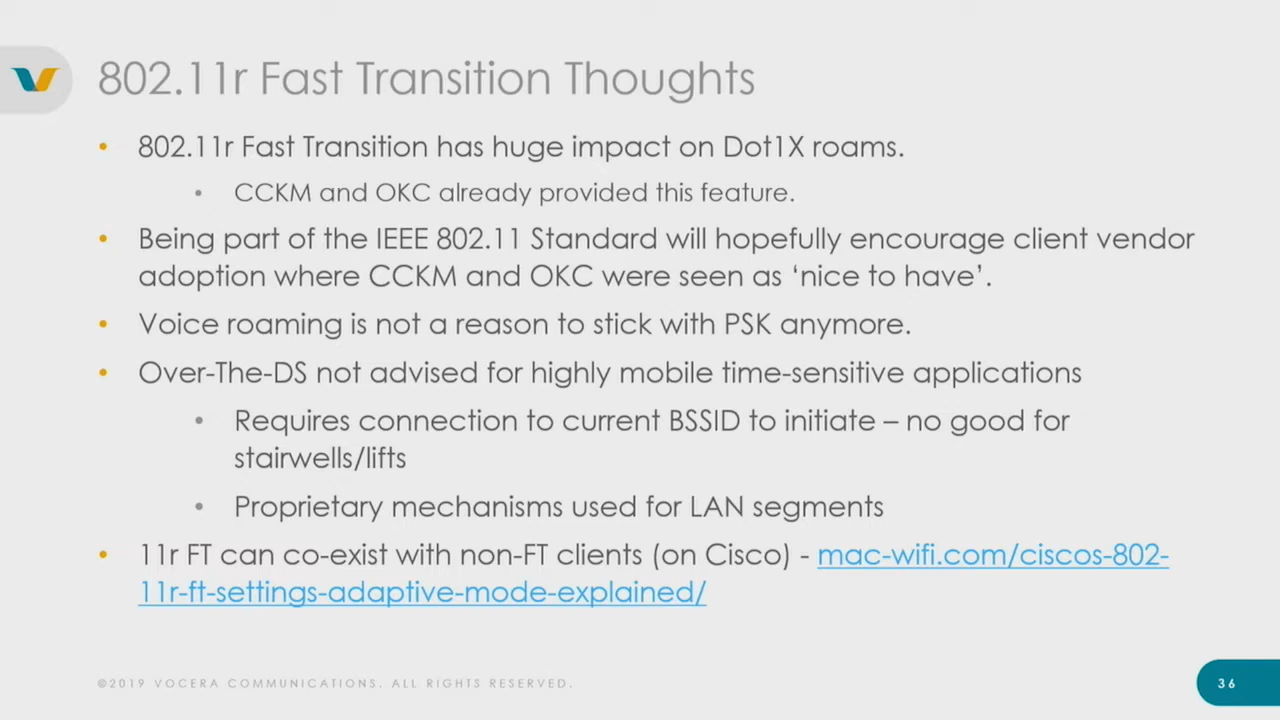 802.11r Fast Transition Thoughts
• 802.11r Fast Transition has huge impact on Dot1X roams.
• CCKM and OKC already provided this feature.
• Being part of the IEEE 802.11 Standard will hopefully encourage client vendor
adoption where CCKM and OKC were seen as ‘nice to have’.
• Voice roaming is not a reason to stick with PSK anymore.
• Over-The-DS not advised for highly mobile time-sensitive applications
• Requires connection to current BSSID to initiate – no good for
stairwells/lifts
• Proprietary mechanisms used for LAN segments
• 11r FT can co-exist with non-FT clients (on Cisco) - mac-wifi.com/ciscos-802-
11r-ft-settings-adaptive-mode-explained/
©2019 VOCERA COMMUNICATIONS. ALL RIGHTS RESERVED.
36